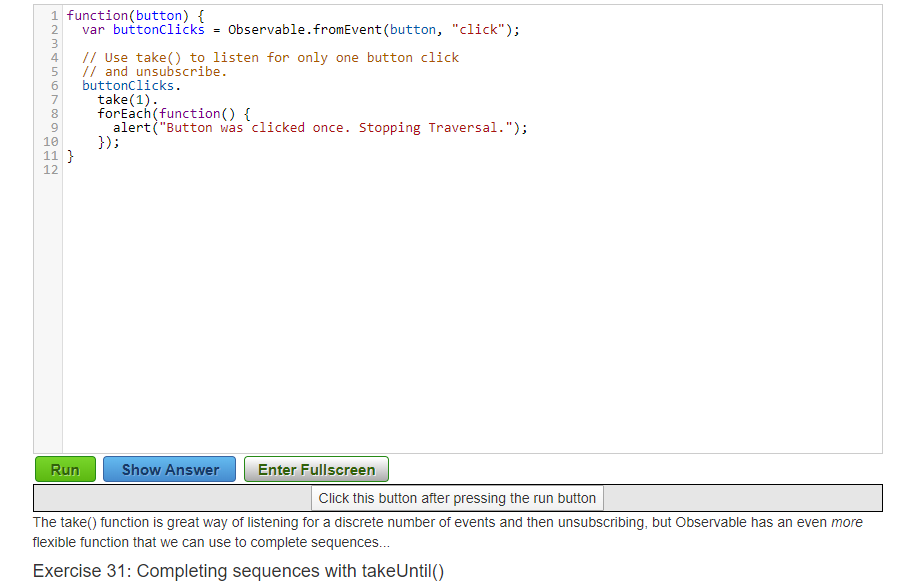 1 function(button) {
2 var buttonClicks = Observable.fromEvent(button, "click");
3
4 // Use take() to listen for only one button click
5 // and unsubscribe.
6 buttonClicks.
7 take(1).
8 forEach(function() {
9 alert("Button was clicked once. Stopping Traversal.");
10 });
11 }
12
Run Show Answer Enter Fullscreen
Click this button after pressing the run button
The take() function is great way of listening for a discrete number of events and then unsubscribing, but Observable has an even more
flexible function that we can use to complete sequences...
Exercise 31: Completing sequences with takeUntil()